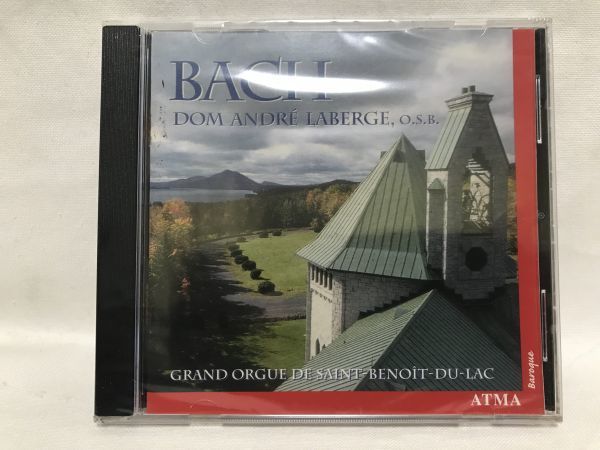 BACH
DOM ANDRÉ LABERGE, O.S.B.
GRAND ORGUE DE SAINT-BENOÎT-DU-LAC
ATMA
Baroque